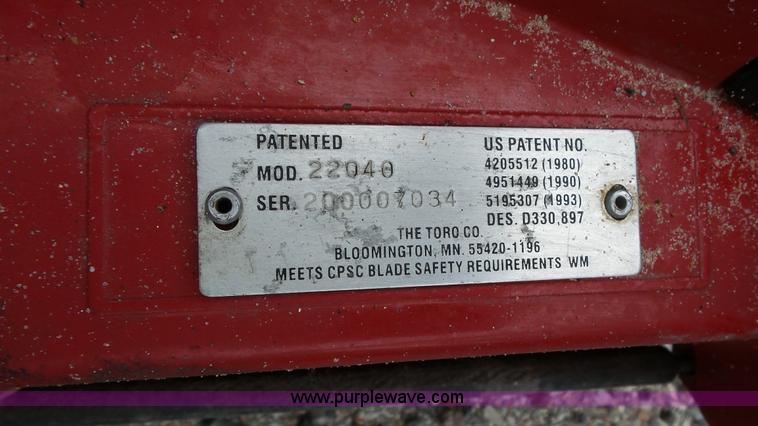 PATENTED
MOD. 22040
SER. 200007034
US PATENT NO.
4205512 (1980)
4951449 (1990)
5195307 (1993)
DES. D330,897
THE TORO CO.
BLOOMINGTON, MN. 55420-1196
MEETS CPSC BLADE SAFETY REQUIREMENTS WM
www.purplewave.com